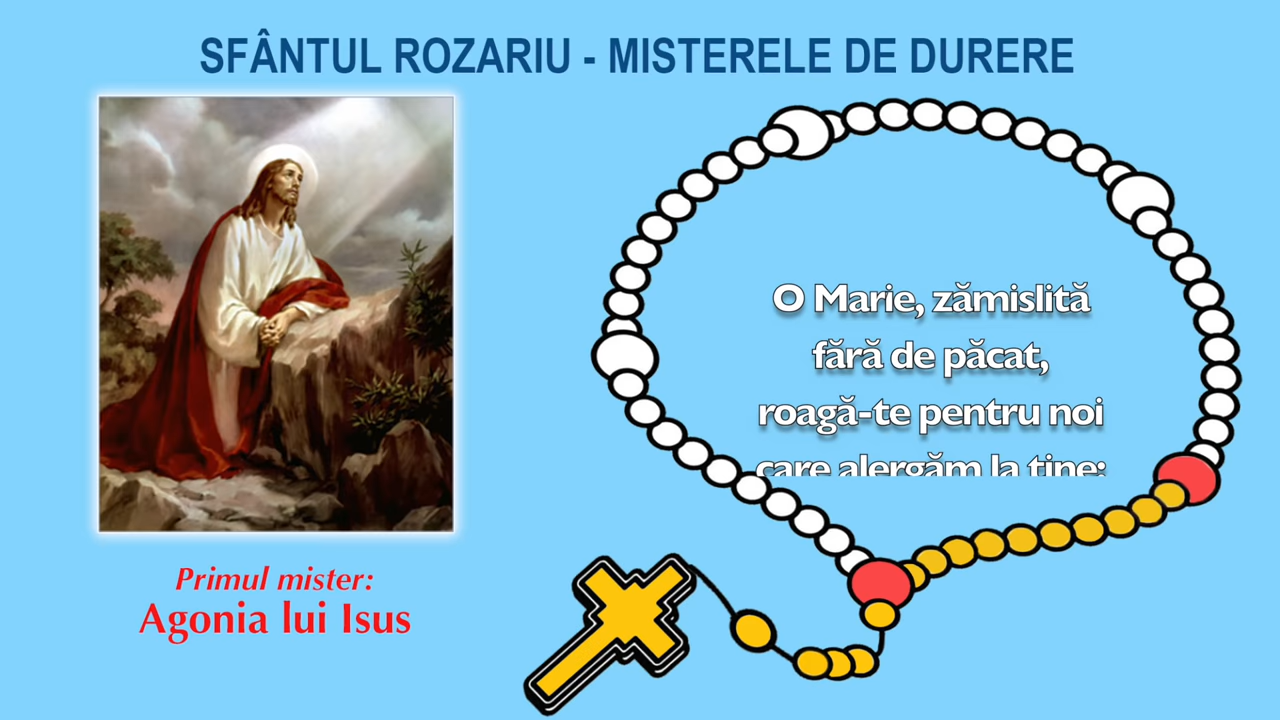 SFÂNTUL ROZARIU - MISTERELE DE DURERE
O Marie, zămislită
fără de păcat,
roagă-te pentru noi
care alergăm la tine;
Primul mister:
Agonia lui Isus